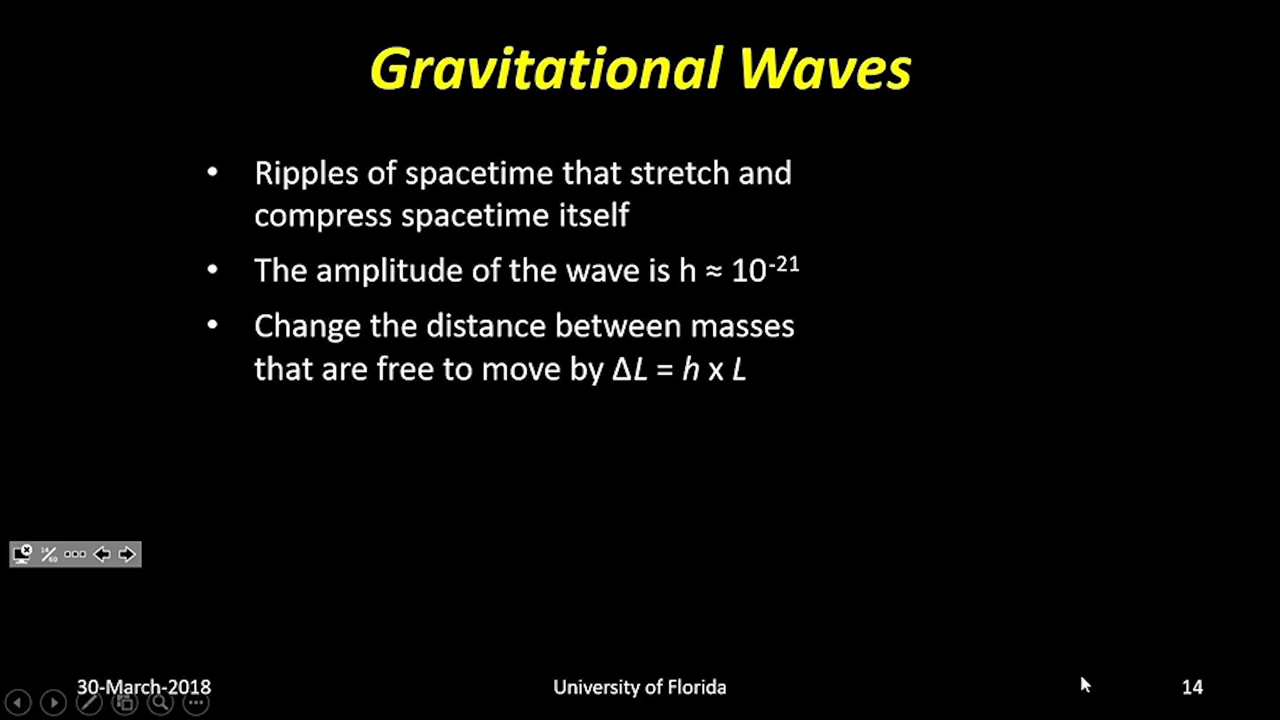 Gravitational Waves
• Ripples of spacetime that stretch and
compress spacetime itself
• The amplitude of the wave is h ≈ 10⁻²¹
• Change the distance between masses
that are free to move by ΔL = h x L
30-March-2018
University of Florida
14